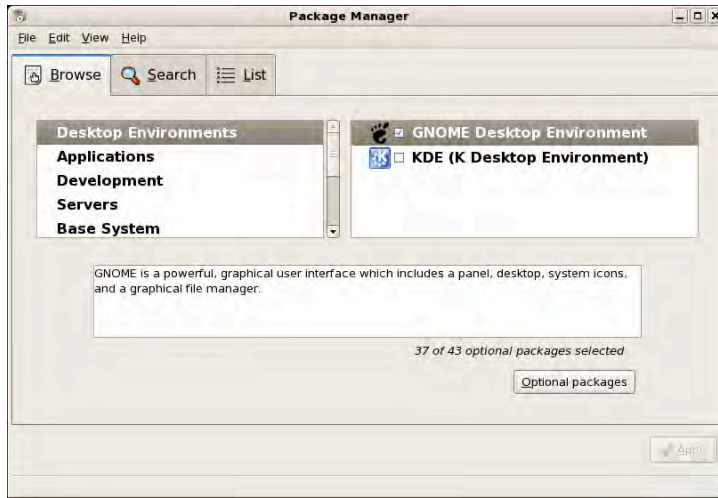 Package Manager
File Edit View Help
Browse Search List
Desktop Environments
Applications
Development
Servers
Base System
GNOME Desktop Environment
KDE (K Desktop Environment)
GNOME is a powerful, graphical user interface which includes a panel, desktop, system icons,
and a graphical file manager.
37 of 43 optional packages selected
Optional packages
Apply